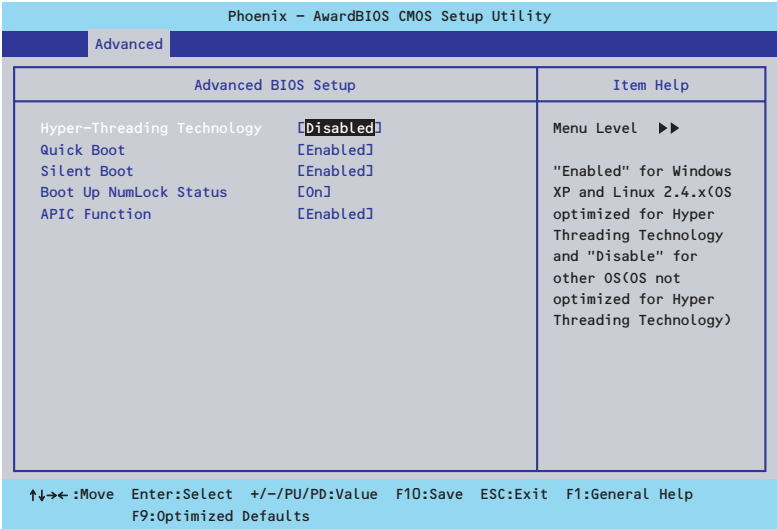 Phoenix - AwardBIOS CMOS Setup Utility
Advanced
Advanced BIOS Setup
Hyper-Threading Technology [Disabled]
Quick Boot [Enabled]
Silent Boot [Enabled]
Boot Up NumLock Status [On]
APIC Function [Enabled]
Item Help
Menu Level ▶▶
"Enabled" for Windows
XP and Linux 2.4.x(OS
optimized for Hyper
Threading Technology
and "Disable" for
other OS(OS not
optimized for Hyper
Threading Technology)
↑↓→←:Move Enter:Select +/-/PU/PD:Value F10:Save ESC:Exit F1:General Help
F9:Optimized Defaults